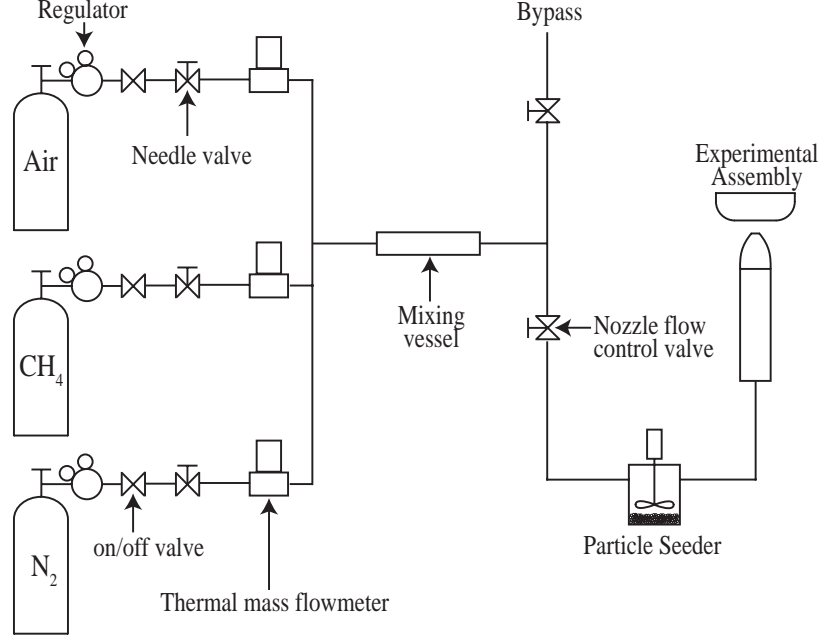 Regulator
Bypass
Air
Needle valve
Experimental
Assembly
CH4
Mixing
vessel
Nozzle flow
control valve
N2
on/off valve
Particle Seeder
Thermal mass flowmeter